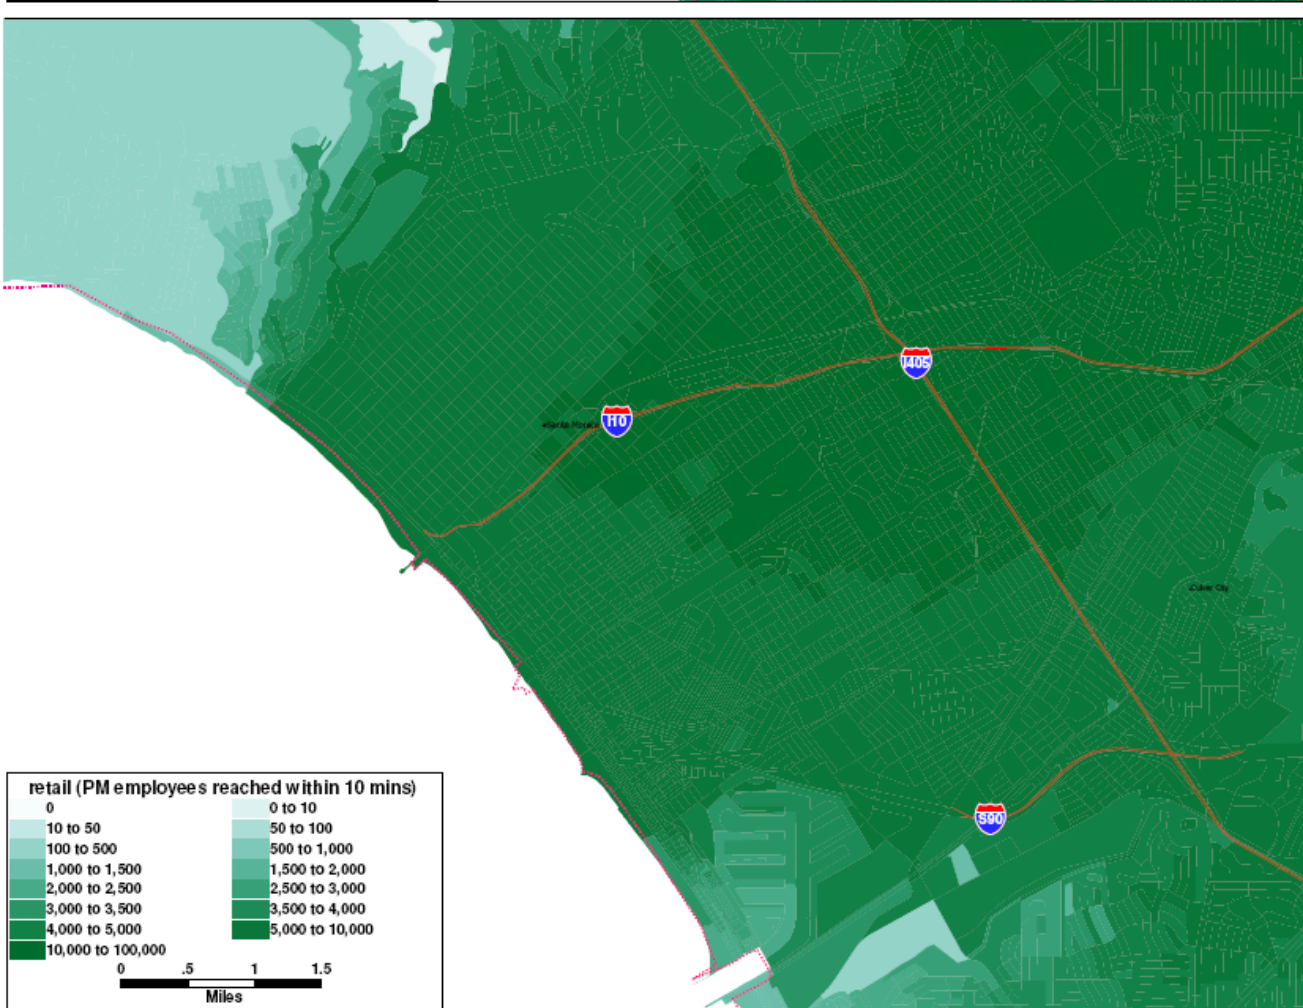 I405
I10
Santa Monica
Culver City
S90
retail (PM employees reached within 10 mins)
0 0 to 10
10 to 50 50 to 100
100 to 500 500 to 1,000
1,000 to 1,500 1,500 to 2,000
2,000 to 2,500 2,500 to 3,000
3,000 to 3,500 3,500 to 4,000
4,000 to 5,000 5,000 to 10,000
10,000 to 100,000
0 .5 1 1.5
Miles